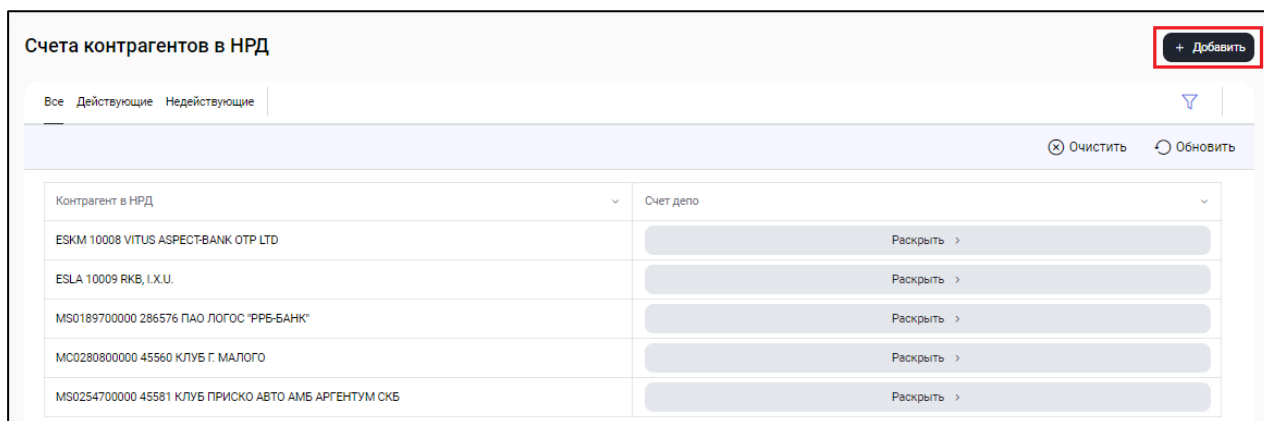 Счета контрагентов в НРД
+ Добавить
Все Действующие Недействующие
Очистить Обновить
Контрагент в НРД Счет депо
ESKM 10008 VITUS ASPECT-BANK OTP LTD Раскрыть >
ESLA 10009 RKB, I.X.U. Раскрыть >
MS0189700000 286576 ПАО ЛОГОС "РРБ-БАНК" Раскрыть >
MC0280800000 45560 КЛУБ Г. МАЛОГО Раскрыть >
MS0254700000 45581 КЛУБ ПРИСКО АВТО АМБ АРГЕНТУМ СКБ Раскрыть >